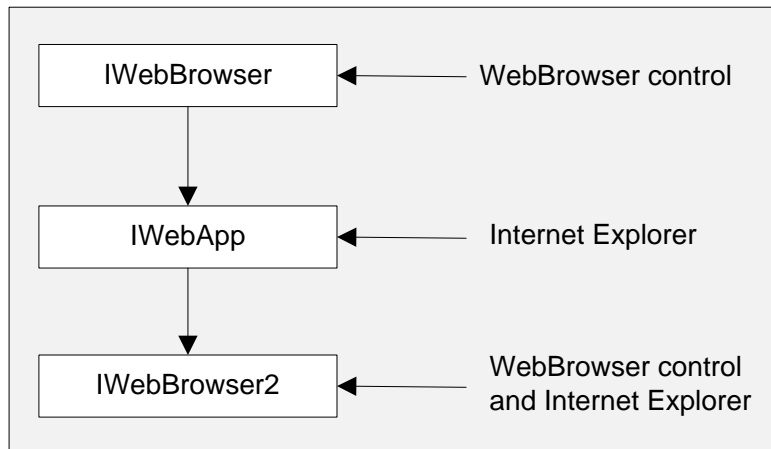 IWebBrowser
WebBrowser control
IWebApp
Internet Explorer
IWebBrowser2
WebBrowser control
and Internet Explorer